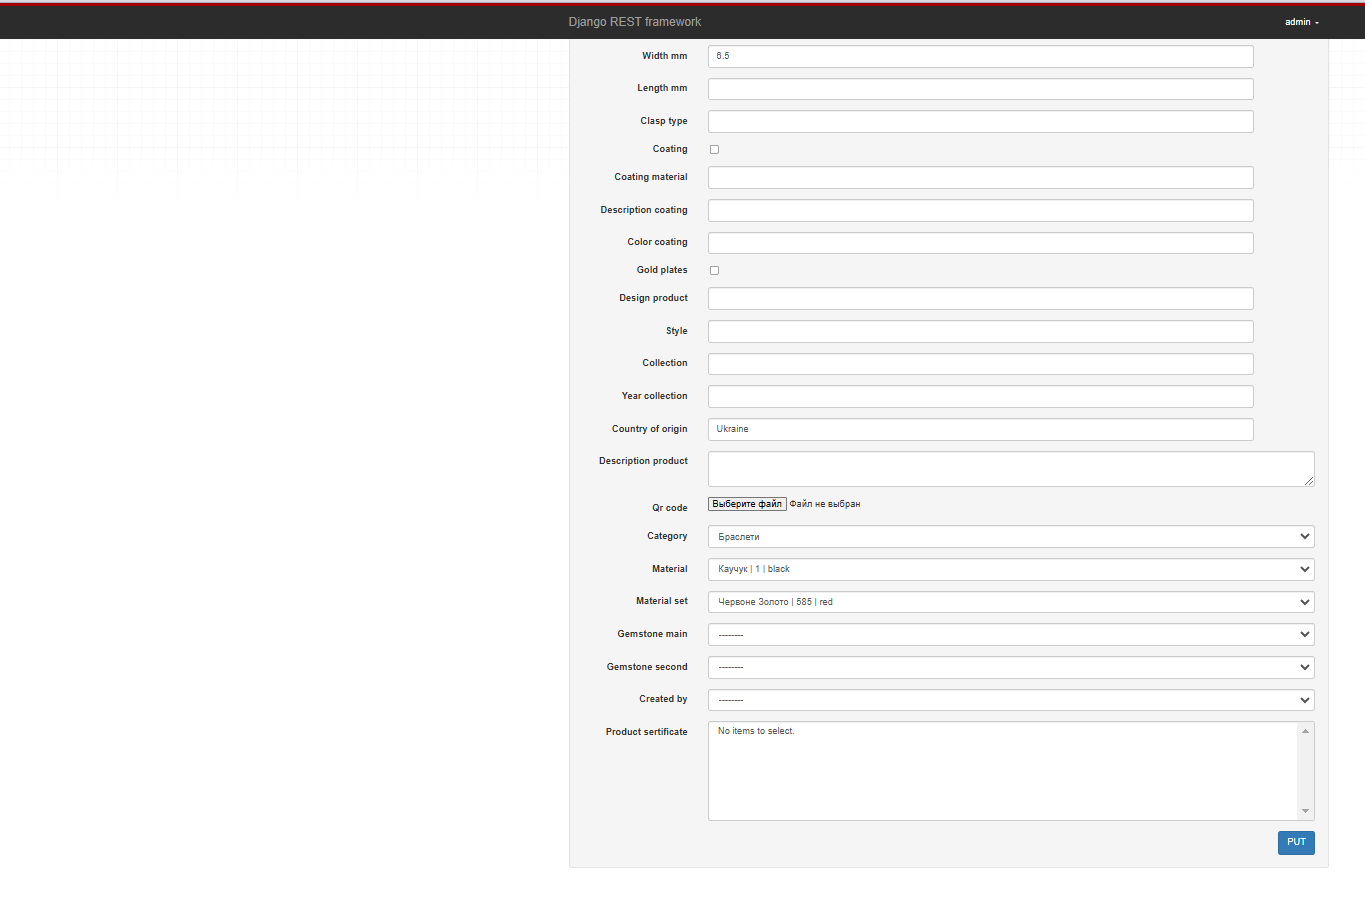 Django REST framework
admin
Width mm 6.5
Length mm
Clasp type
Coating
Coating material
Description coating
Color coating
Gold plates
Design product
Style
Collection
Year collection
Country of origin Ukraine
Description product
Qr code Выберите файл Файл не выбран
Category Браслети
Material Каучук | 1 | black
Material set Червоне Золото | 585 | red
Gemstone main --------
Gemstone second --------
Created by --------
Product sertificate No items to select.
PUT